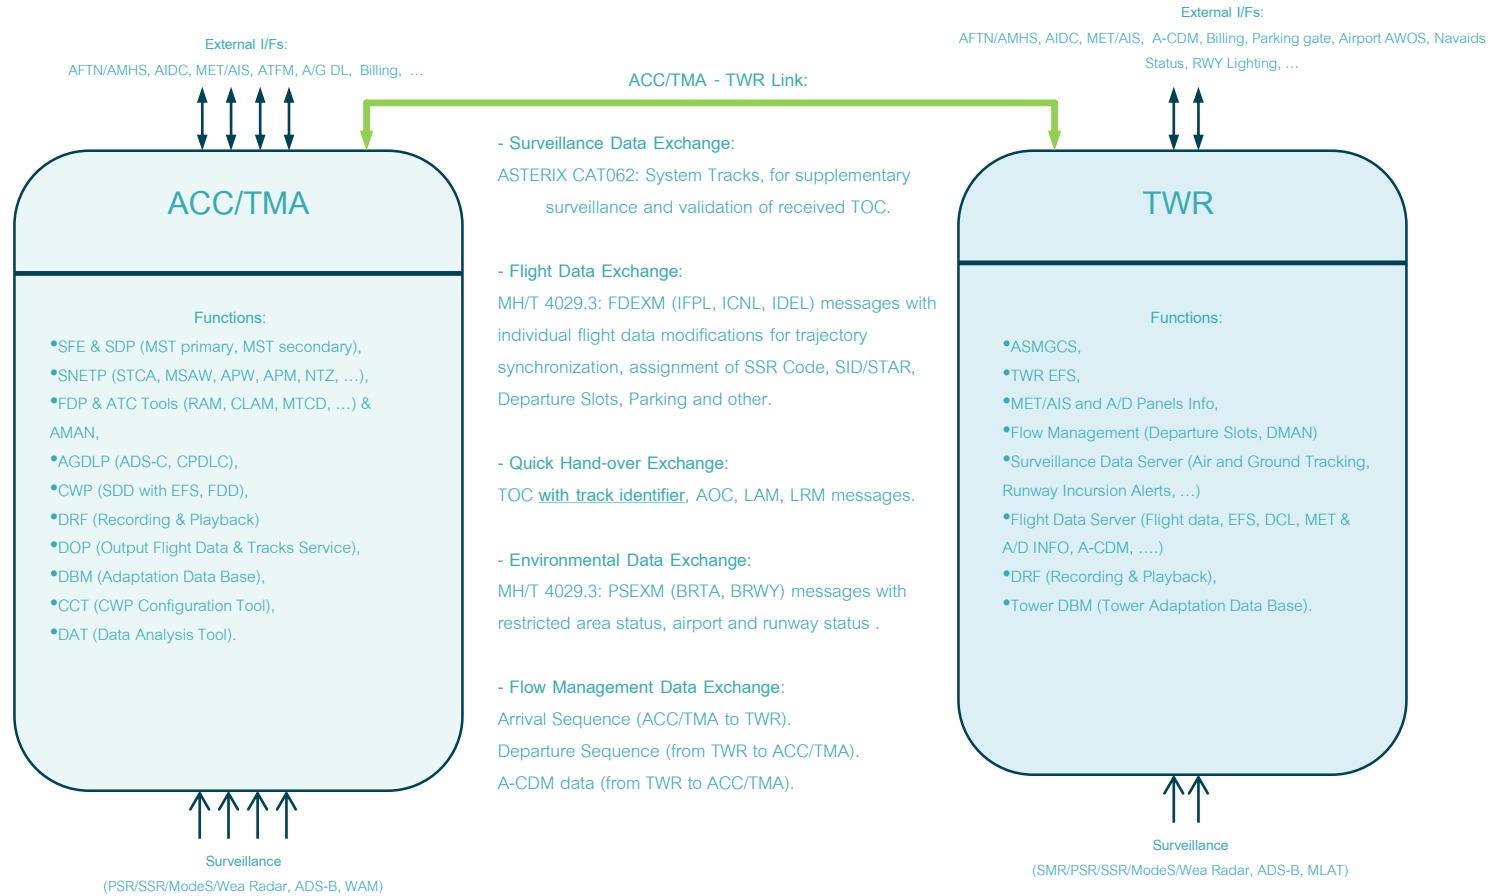 External I/Fs:
AFTN/AMHS, AIDC, MET/AIS, ATFM, A/G DL, Billing, …
ACC/TMA
Functions:
•SFE & SDP (MST primary, MST secondary),
•SNETP (STCA, MSAW, APW, APM, NTZ, …),
•FDP & ATC Tools (RAM, CLAM, MTCD, …) &
AMAN,
•AGDLP (ADS-C, CPDLC),
•CWP (SDD with EFS, FDD),
•DRF (Recording & Playback)
•DOP (Output Flight Data & Tracks Service),
•DBM (Adaptation Data Base),
•CCT (CWP Configuration Tool),
•DAT (Data Analysis Tool).
Surveillance
(PSR/SSR/ModeS/Wea Radar, ADS-B, WAM)
ACC/TMA - TWR Link:
- Surveillance Data Exchange:
ASTERIX CAT062: System Tracks, for supplementary
surveillance and validation of received TOC.
- Flight Data Exchange:
MH/T 4029.3: FDEXM (IFPL, ICNL, IDEL) messages with
individual flight data modifications for trajectory
synchronization, assignment of SSR Code, SID/STAR,
Departure Slots, Parking and other.
- Quick Hand-over Exchange:
TOC with track identifier, AOC, LAM, LRM messages.
- Environmental Data Exchange:
MH/T 4029.3: PSEXM (BRTA, BRWY) messages with
restricted area status, airport and runway status .
- Flow Management Data Exchange:
Arrival Sequence (ACC/TMA to TWR).
Departure Sequence (from TWR to ACC/TMA).
A-CDM data (from TWR to ACC/TMA).
External I/Fs:
AFTN/AMHS, AIDC, MET/AIS, A-CDM, Billing, Parking gate, Airport AWOS, Navaids
Status, RWY Lighting, …
TWR
Functions:
•ASMGCS,
•TWR EFS,
•MET/AIS and A/D Panels Info,
•Flow Management (Departure Slots, DMAN)
•Surveillance Data Server (Air and Ground Tracking,
Runway Incursion Alerts, …)
•Flight Data Server (Flight data, EFS, DCL, MET &
A/D INFO, A-CDM, ….)
•DRF (Recording & Playback),
•Tower DBM (Tower Adaptation Data Base).
Surveillance
(SMR/PSR/SSR/ModeS/Wea Radar, ADS-B, MLAT)